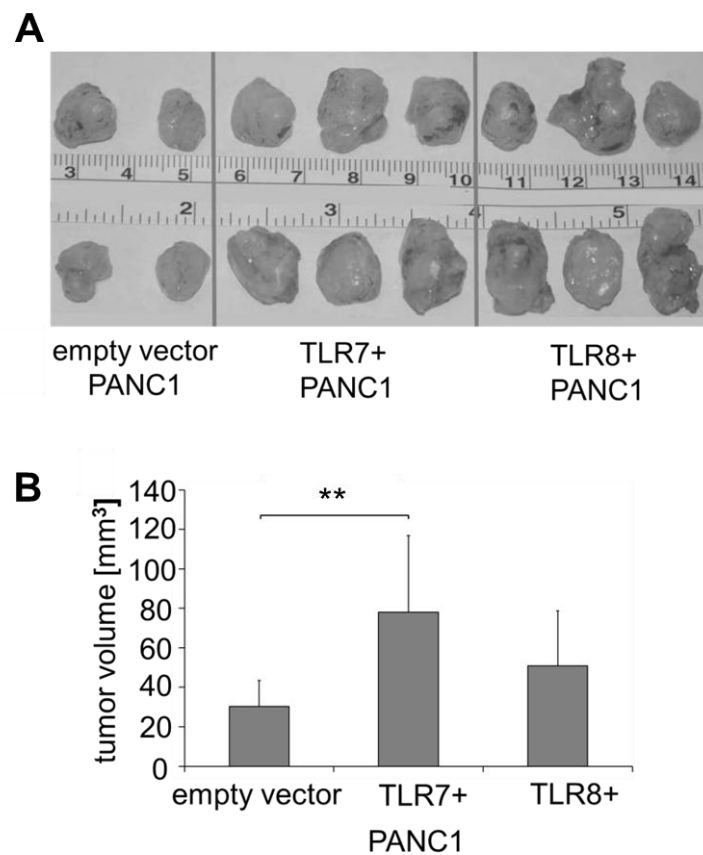 A
3 4 5 6 7 8 9 10 11 12 13 14
2 3 4 5
empty vector TLR7+ TLR8+
PANC1 PANC1 PANC1
B
tumor volume [mm³]
140
120
100
80
60
40
20
0
**
empty vector TLR7+ TLR8+
PANC1